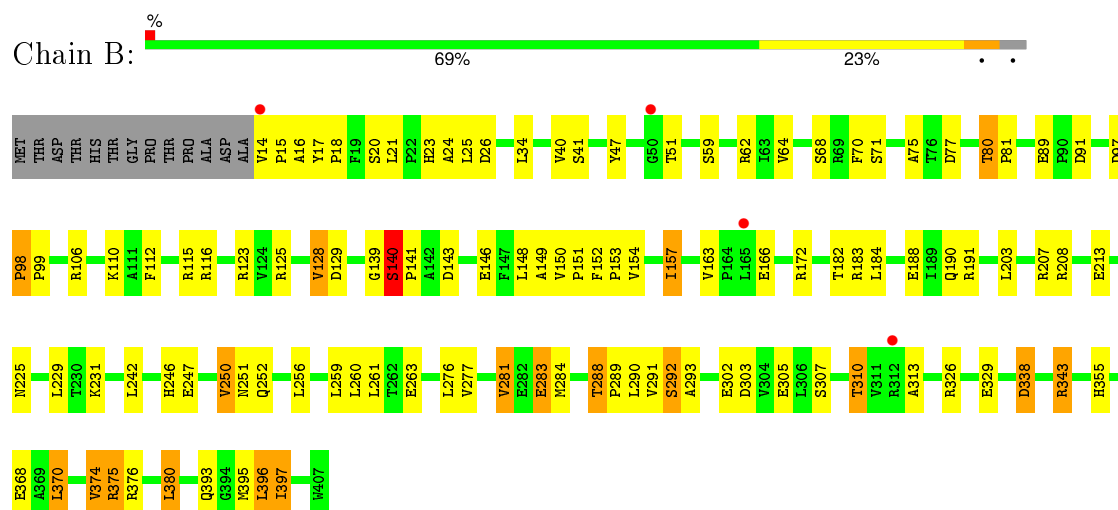 %
Chain B:
69% 23% • •
MET THR ASP THR HIS THR GLY PRO THR PRO ALA ASP ALA V14 P15 A16 Y17 P18 F19 S20 L21 P22 H23 A24 L25 D26 L34 V40 S41 Y47 G50 T51 S59 R62 I63 V64 S68 R69 F70 S71 A75 T76 D77 T80 P81 E89 P90 D91 D97
P98 P99 R106 K110 A111 F112 R115 R116 R123 V124 R125 V128 D129 G139 S140 P141 A142 D143 E146 F147 L148 A149 V150 P151 F152 P153 V154 I157 V163 P164 L165 E166 R172 T182 R183 L184 E188 I189 Q190 R191 L203 R207 R208 E213
N225 L229 T230 K231 L242 H246 E247 V250 N251 Q252 L256 L259 L260 L261 T262 E263 L276 V277 V281 E282 E283 M284 T288 P289 L290 V291 S292 A293 E302 D303 V304 E305 L306 S307 T310 V311 R312 A313 R326 E329 D338 R343 H355
E368 A369 L370 V374 R375 R376 L380 Q393 G394 M395 L396 I397 W407